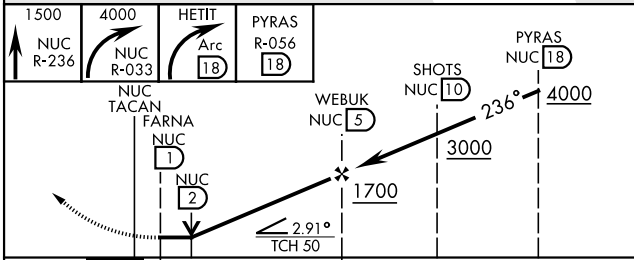 1500
NUC
R-236
4000
NUC
R-033
HETIT
Arc
18
PYRAS
R-056
18
NUC
TACAN
FARNA
NUC
1
NUC
2
WEBUK
NUC 5
SHOTS
NUC 10
PYRAS
NUC 18
236°
4000
3000
1700
2.91°
TCH 50